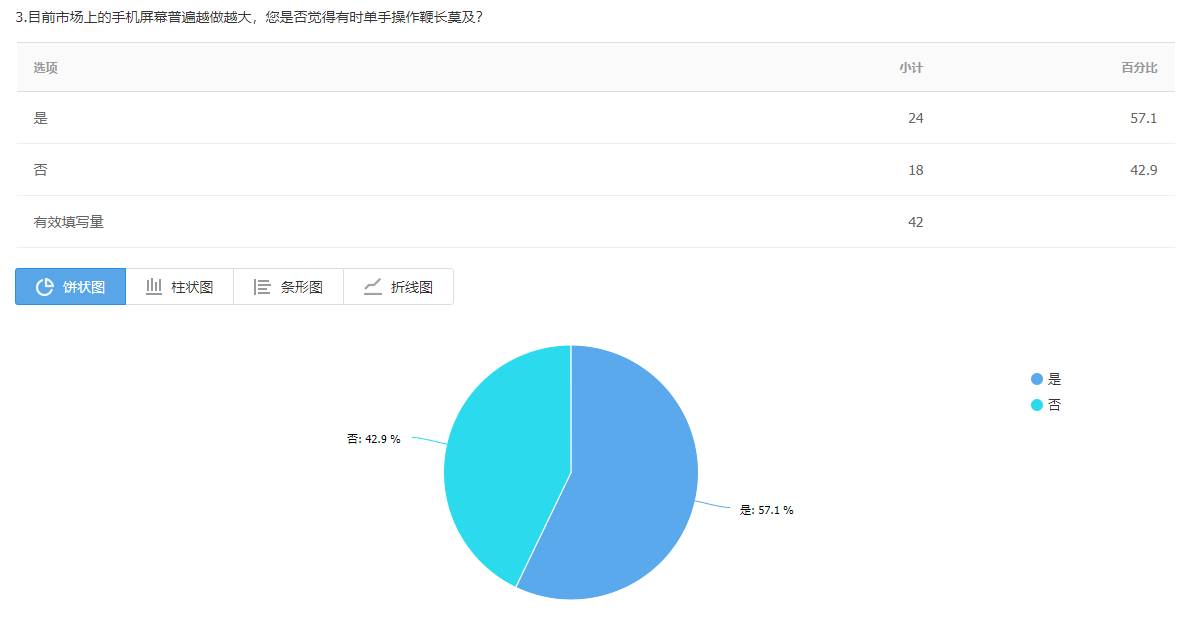 3.目前市场上的手机屏幕普遍越做越大，您是否觉得有时单手操作鞭长莫及?
选项 小计 百分比
是 24 57.1
否 18 42.9
有效填写量 42
饼状图 柱状图 条形图 折线图
是
否
否: 42.9 %
是: 57.1 %